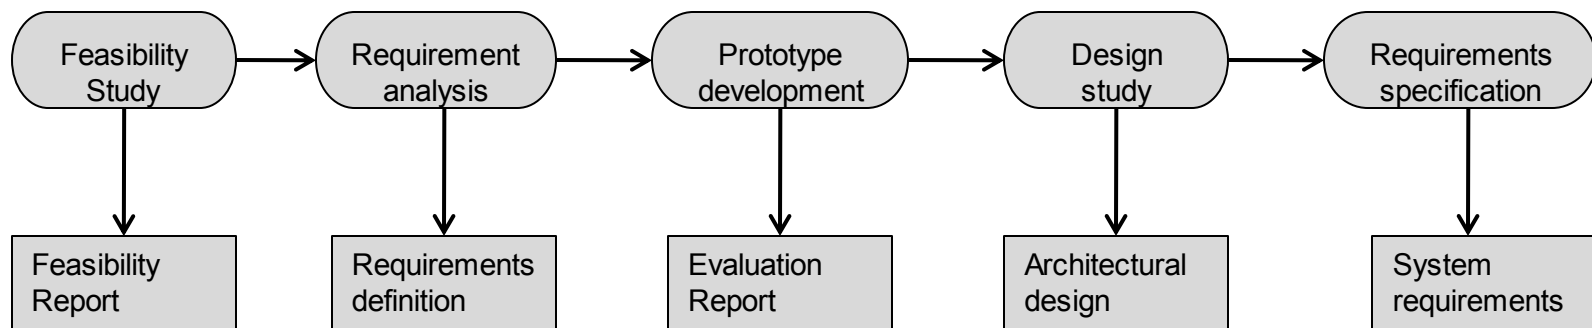 Feasibility
Study
Requirement
analysis
Prototype
development
Design
study
Requirements
specification
Feasibility
Report
Requirements
definition
Evaluation
Report
Architectural
design
System
requirements